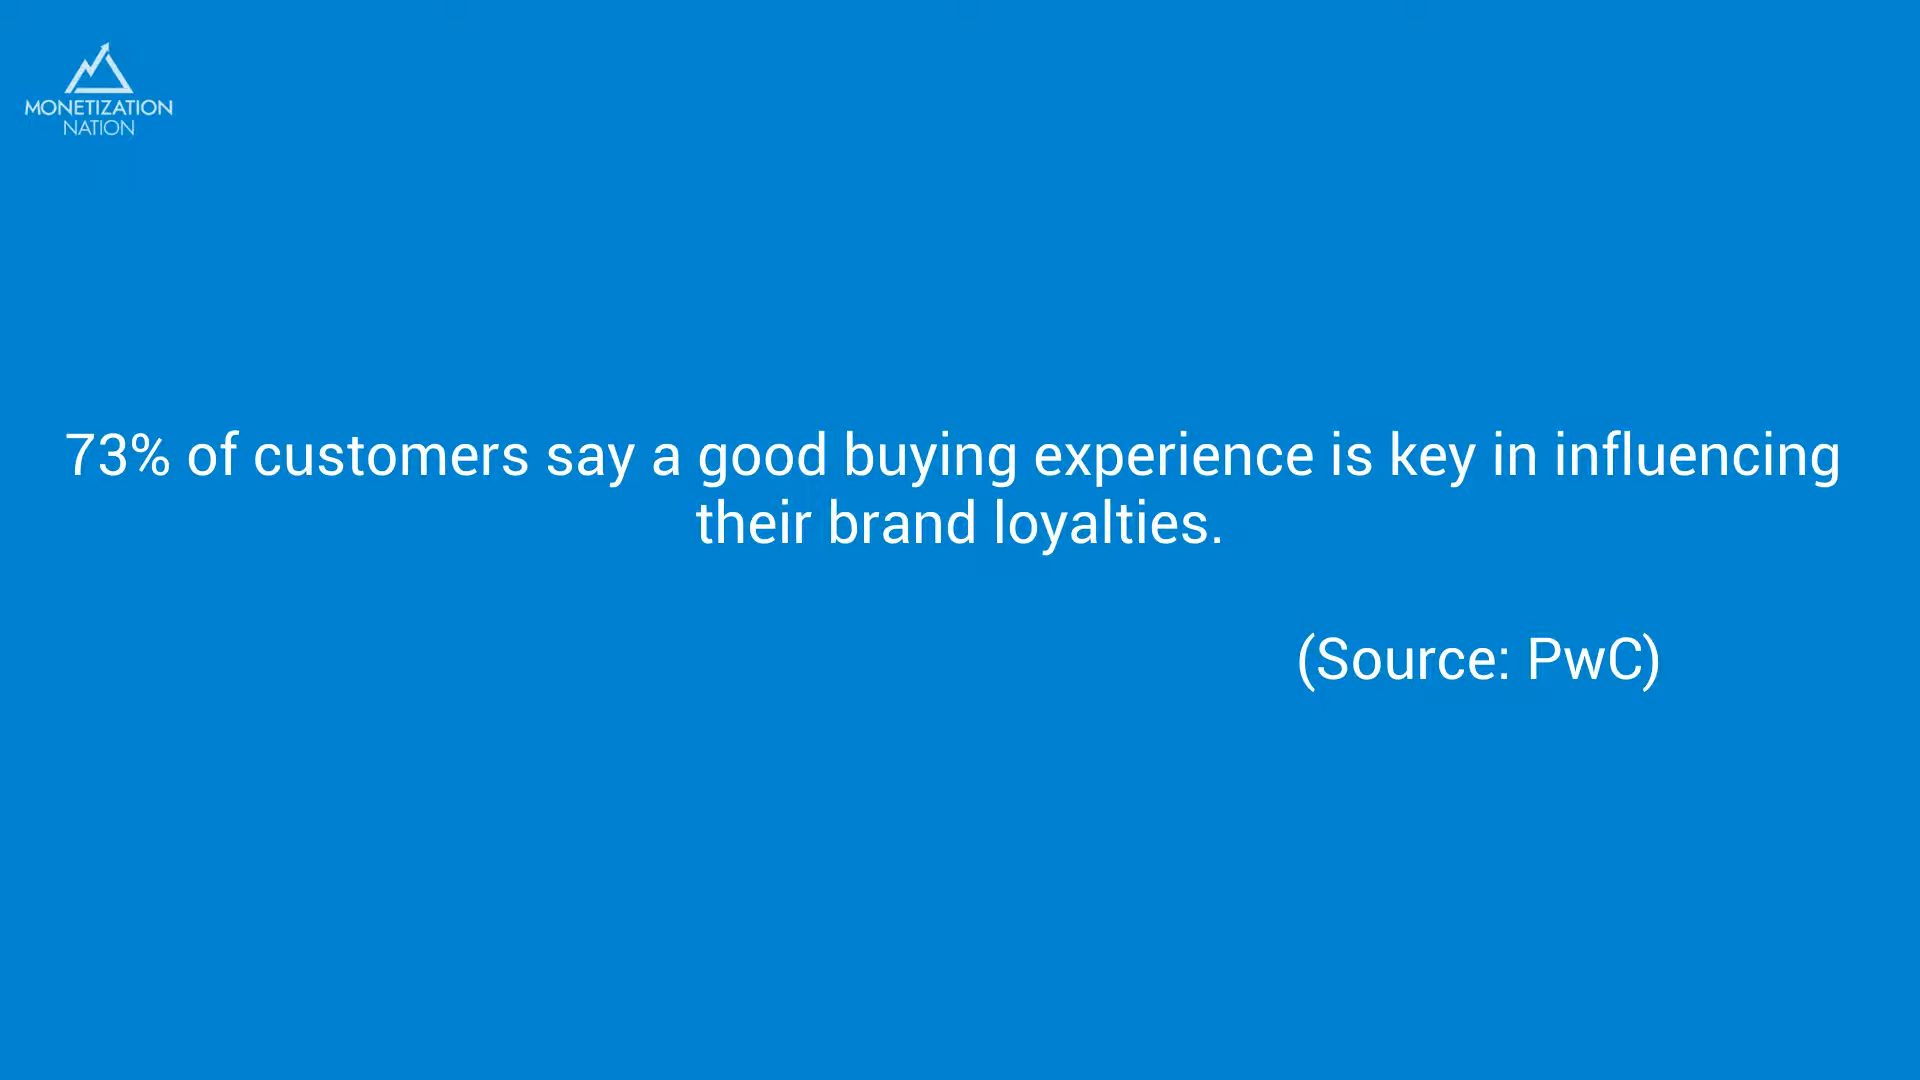 MONETIZATION
NATION
73% of customers say a good buying experience is key in influencing
their brand loyalties.
(Source: PwC)